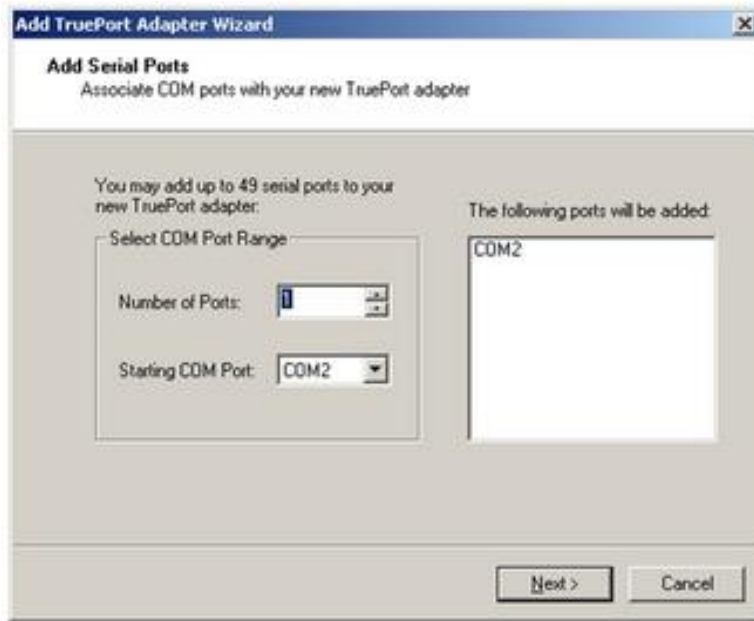 Add TruePort Adapter Wizard
Add Serial Ports
Associate COM ports with your new TruePort adapter
You may add up to 49 serial ports to your
new TruePort adapter:
Select COM Port Range
Number of Ports:
1
Starting COM Port:
COM2
The following ports will be added:
COM2
Next >
Cancel